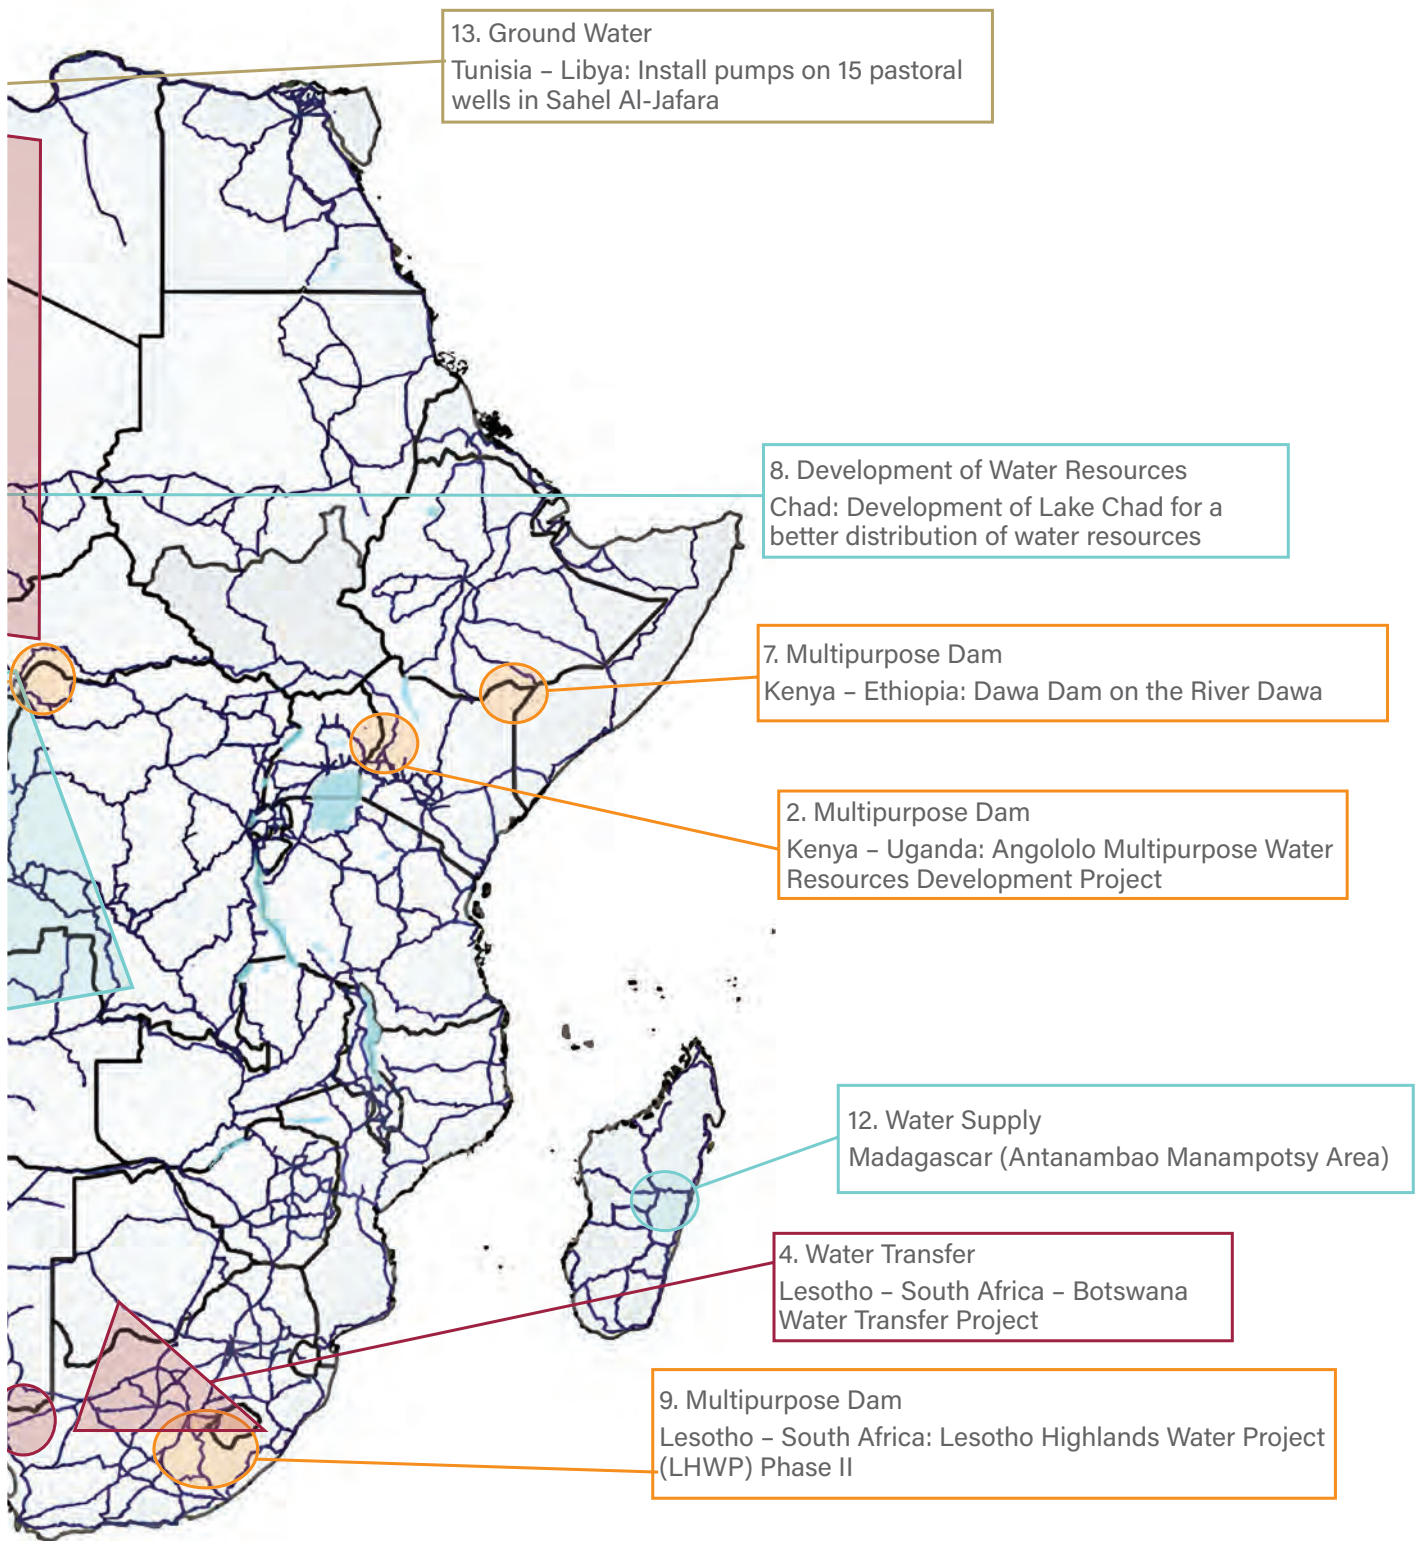 13. Ground Water
Tunisia – Libya: Install pumps on 15 pastoral
wells in Sahel Al-Jafara
8. Development of Water Resources
Chad: Development of Lake Chad for a
better distribution of water resources
7. Multipurpose Dam
Kenya – Ethiopia: Dawa Dam on the River Dawa
2. Multipurpose Dam
Kenya – Uganda: Angololo Multipurpose Water
Resources Development Project
12. Water Supply
Madagascar (Antanambao Manampotsy Area)
4. Water Transfer
Lesotho – South Africa – Botswana
Water Transfer Project
9. Multipurpose Dam
Lesotho – South Africa: Lesotho Highlands Water Project
(LHWP) Phase II